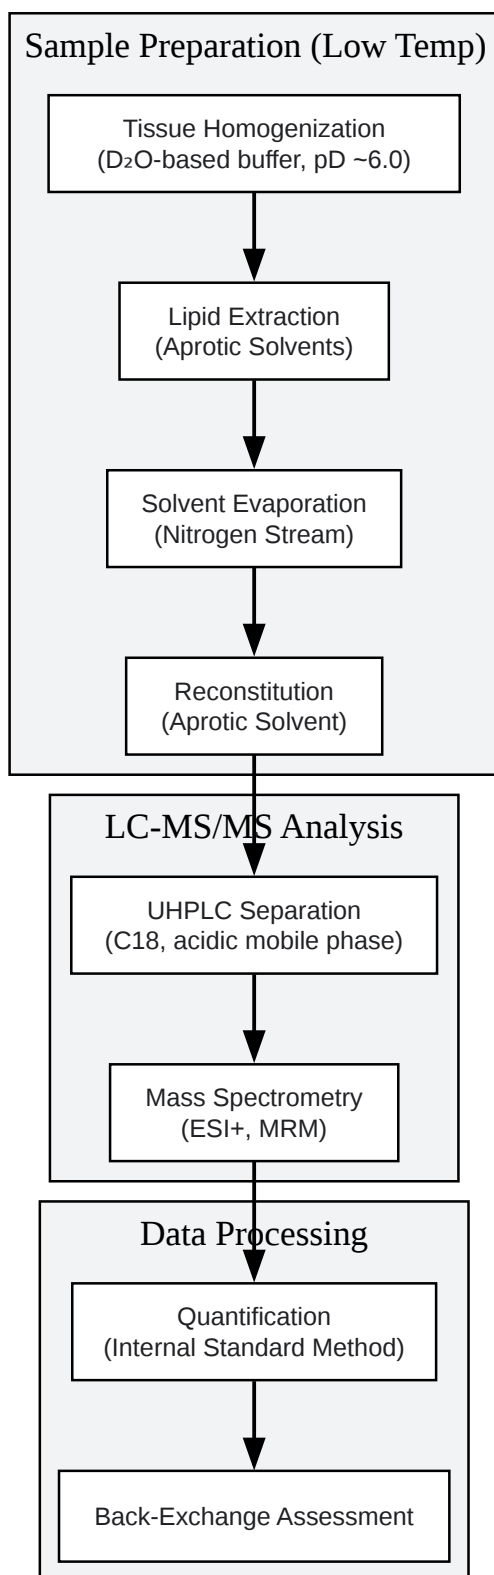 Sample Preparation (Low Temp)
Tissue Homogenization
(D₂O-based buffer, pD ~6.0)
Lipid Extraction
(Aprotic Solvents)
Solvent Evaporation
(Nitrogen Stream)
Reconstitution
(Aprotic Solvent)
LC-MS/MS Analysis
UHPLC Separation
(C18, acidic mobile phase)
Mass Spectrometry
(ESI+, MRM)
Data Processing
Quantification
(Internal Standard Method)
Back-Exchange Assessment